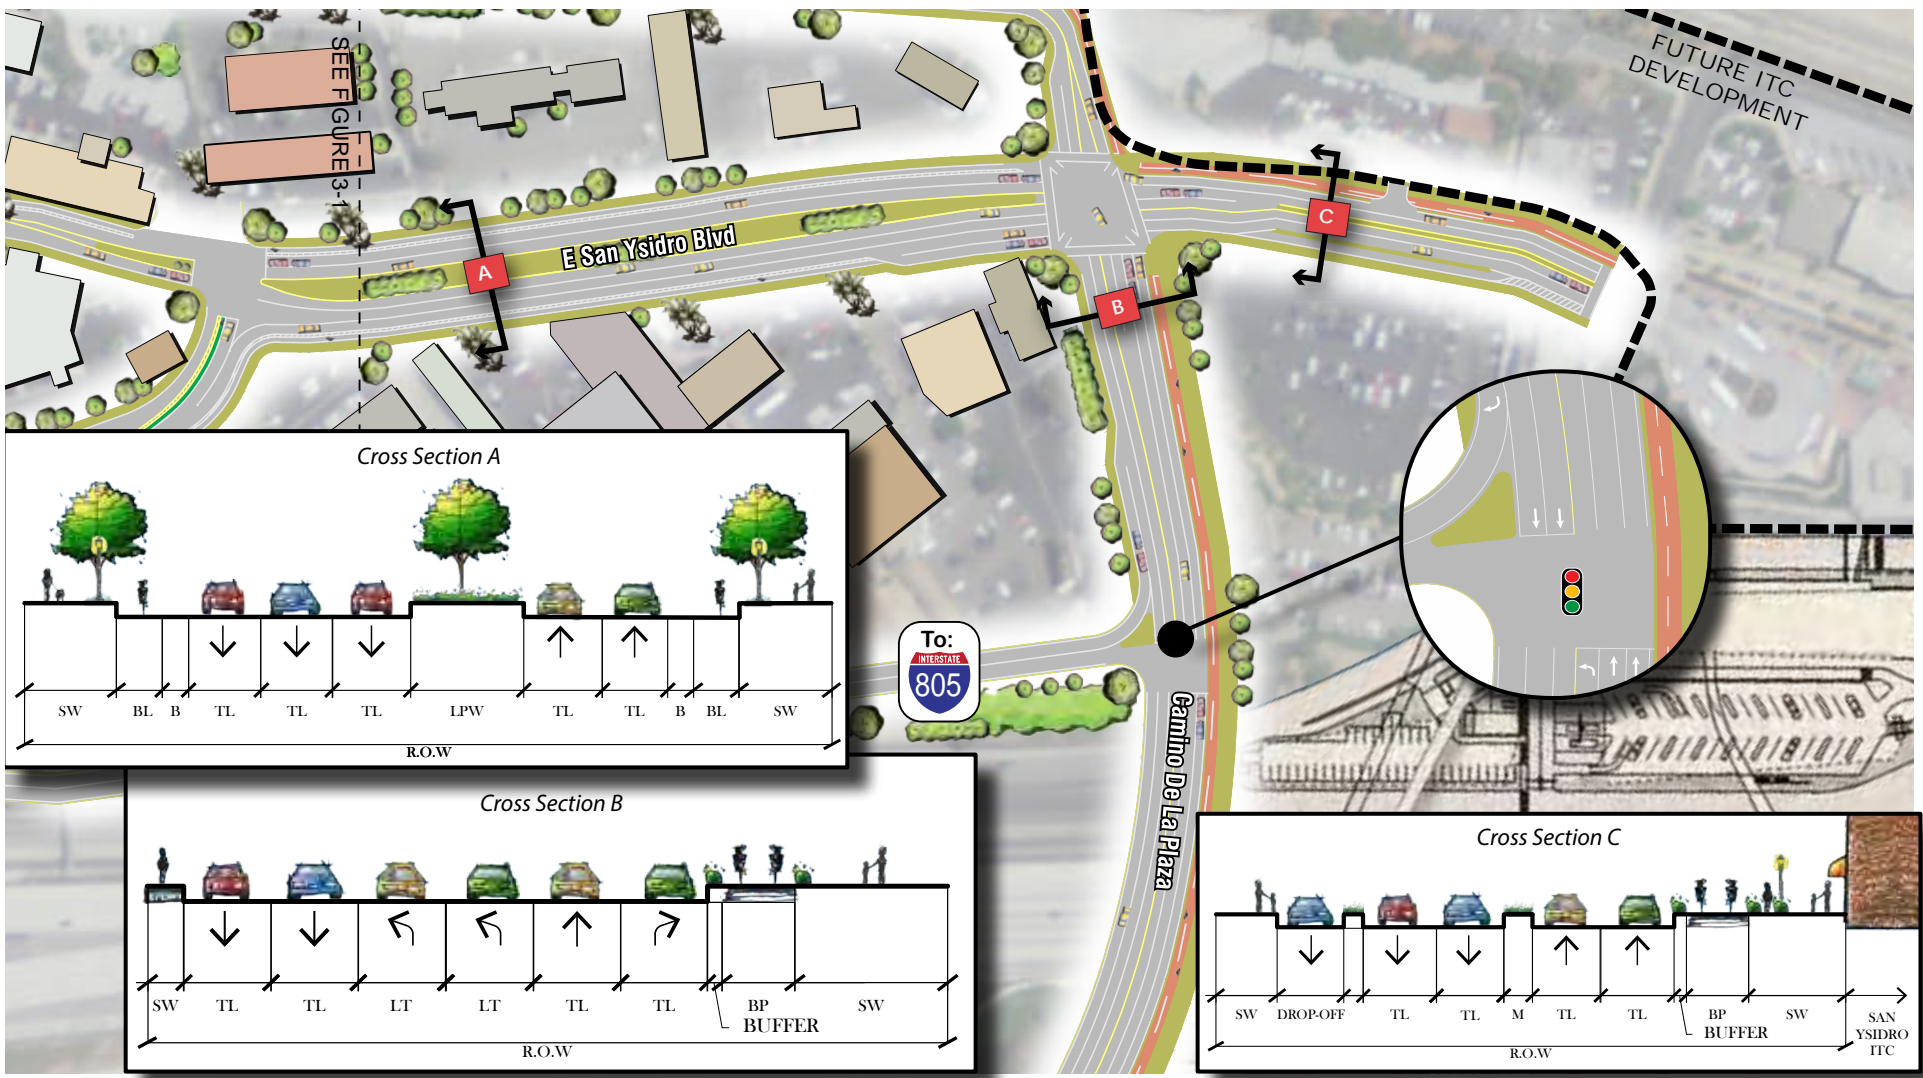 SEE FIGURE 3-1
FUTURE ITC
DEVELOPMENT
E San Ysidro Blvd
A
B
C
To:
INTERSTATE
805
Camino De La Plaza
Cross Section A
SW BL B TL TL TL LPW TL TL B BL SW
R.O.W
Cross Section B
SW TL TL LT LT TL TL BP SW
BUFFER
R.O.W
Cross Section C
SW DROP-OFF TL TL M TL TL BP SW SAN
YSIDRO
ITC
BUFFER
R.O.W